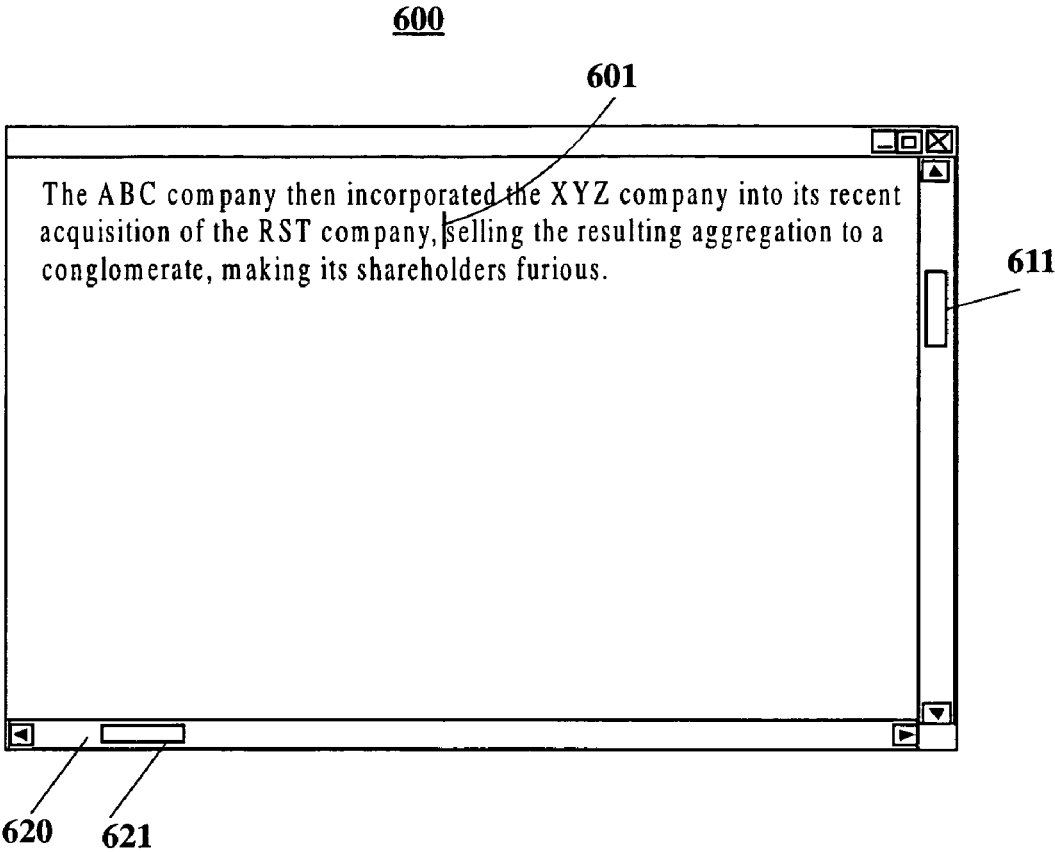 600
601
The ABC company then incorporated the XYZ company into its recent
acquisition of the RST company, selling the resulting aggregation to a
conglomerate, making its shareholders furious.
611
620
621